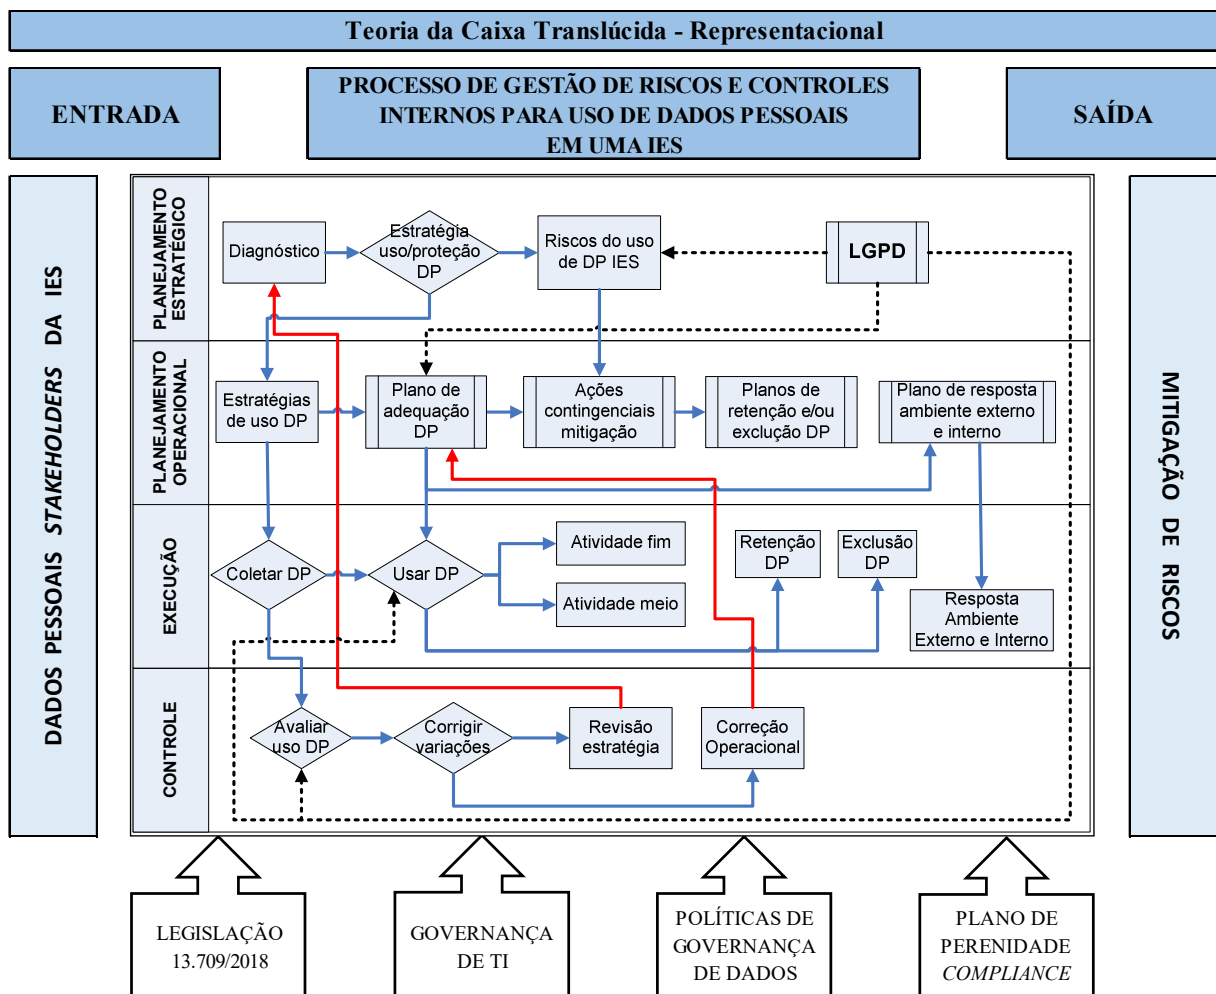 Teoria da Caixa Translúcida - Representacional
ENTRADA
PROCESSO DE GESTÃO DE RISCOS E CONTROLES
INTERNOS PARA USO DE DADOS PESSOAIS
EM UMA IES
SAÍDA
DADOS PESSOAIS STAKEHOLDERS DA IES
PLANEJAMENTO
ESTRATÉGICO
Diagnóstico
Estratégia
uso/proteção
DP
Riscos do uso
de DP IES
LGPD
PLANEJAMENTO
OPERACIONAL
Estratégias
de uso DP
Plano de
adequação
DP
Ações
contingenciais
mitigação
Planos de
retenção e/ou
exclusão DP
Plano de resposta
ambiente externo
e interno
EXECUÇÃO
Coletar DP
Usar DP
Atividade fim
Atividade meio
Retenção
DP
Exclusão
DP
Resposta
Ambiente
Externo e Interno
CONTROLE
Avaliar
uso DP
Corrigir
variações
Revisão
estratégia
Correção
Operacional
MITIGAÇÃO DE RISCOS
LEGISLAÇÃO
13.709/2018
GOVERNANÇA
DE TI
POLÍTICAS DE
GOVERNANÇA
DE DADOS
PLANO DE
PERENIDADE
COMPLIANCE